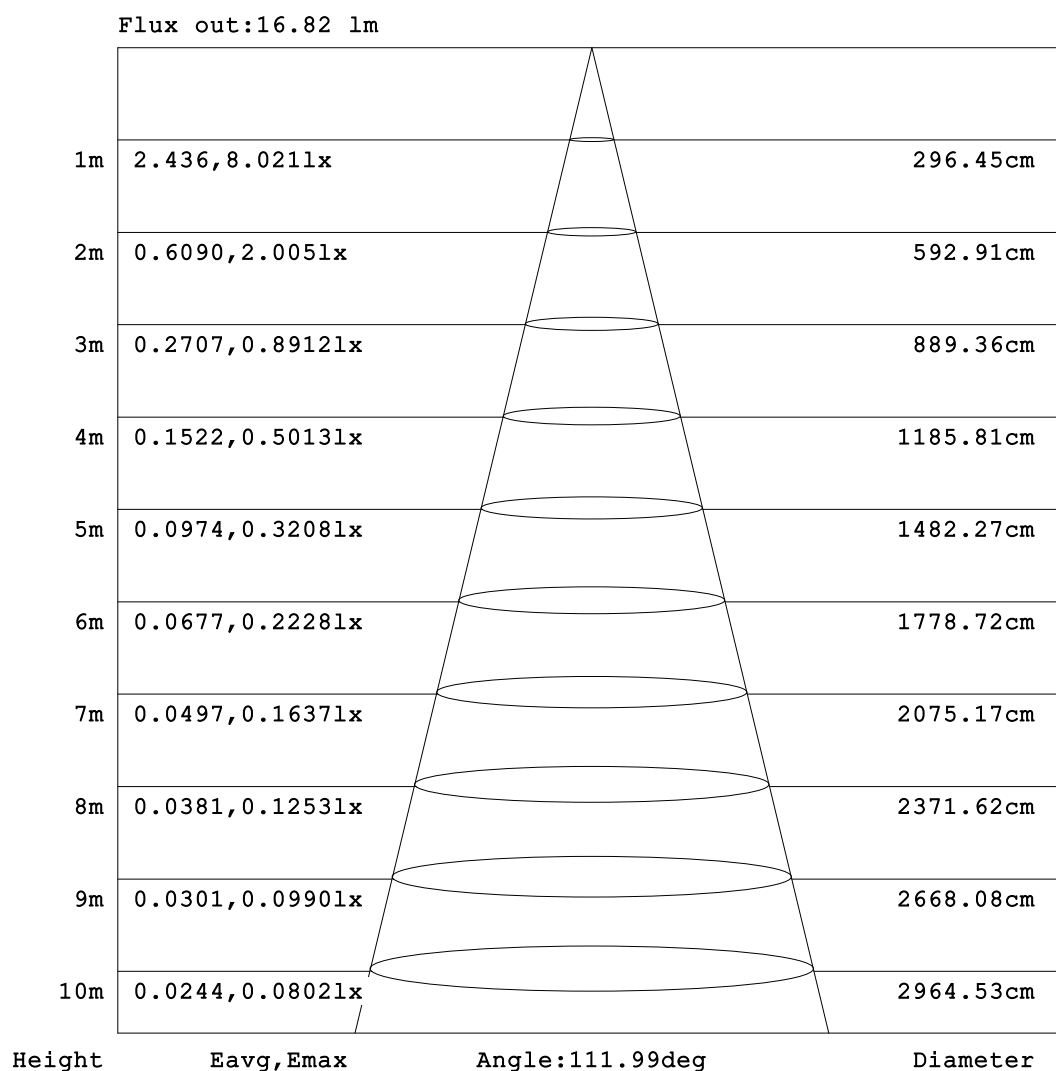 Flux out:16.82 lm
1m 2.436,8.021lx 296.45cm
2m 0.6090,2.005lx 592.91cm
3m 0.2707,0.8912lx 889.36cm
4m 0.1522,0.5013lx 1185.81cm
5m 0.0974,0.3208lx 1482.27cm
6m 0.0677,0.2228lx 1778.72cm
7m 0.0497,0.1637lx 2075.17cm
8m 0.0381,0.1253lx 2371.62cm
9m 0.0301,0.0990lx 2668.08cm
10m 0.0244,0.0802lx 2964.53cm
Height Eavg,Emax Angle:111.99deg Diameter